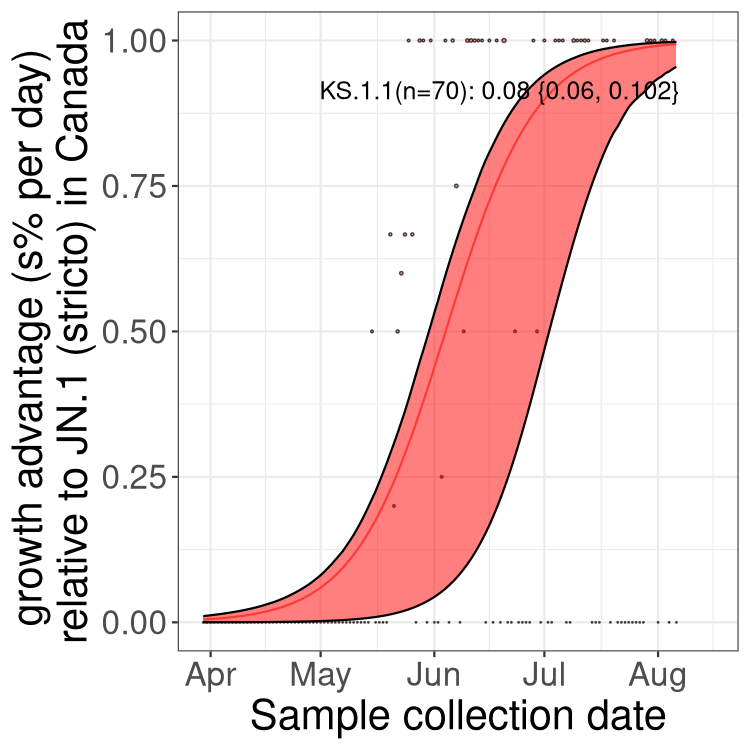 growth advantage (s% per day)
relative to JN.1 (stricto) in Canada
1.00
0.75
0.50
0.25
0.00
KS.1.1(n=70): 0.08 {0.06, 0.102}
Apr May Jun Jul Aug
Sample collection date